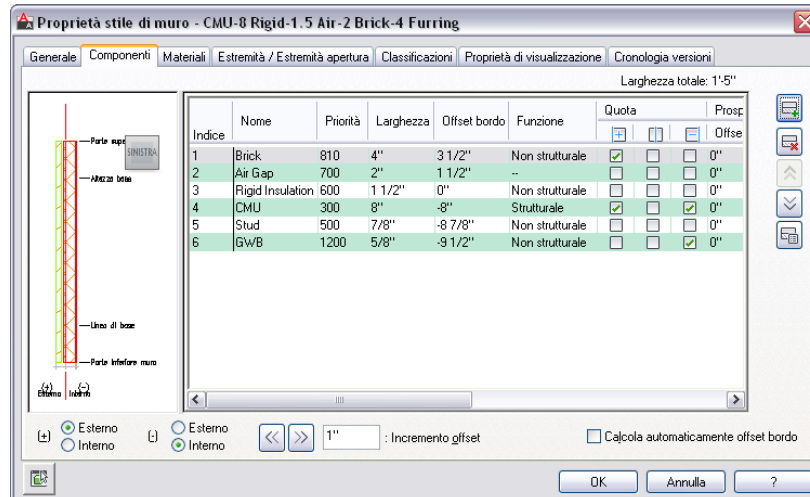 Proprietà stile di muro - CMU-8 Rigid-1.5 Air-2 Brick-4 Furring
Generale Componenti Materiali Estremità / Estremità apertura Classificazioni Proprietà di visualizzazione Cronologia versioni
Larghezza totale: 1'-5"
Indice Nome Priorità Larghezza Offset bordo Funzione Quota Prosp
Offse
1 Brick 810 4" 3 1/2" Non strutturale 0"
2 Air Gap 700 2" 1 1/2" -- 0"
3 Rigid Insulation 600 1 1/2" 0" Non strutturale 0"
4 CMU 300 8" -8" Strutturale 0"
5 Stud 500 7/8" -8 7/8" Non strutturale 0"
6 GWB 1200 5/8" -9 1/2" Non strutturale 0"
Parte supe
SINISTRA
Altezza base
Linea di base
Parte inferiore muro
(+) (-)
Esterno Interno
(+) Esterno
Interno
(-) Esterno
Interno
1" : Incremento offset
Calcola automaticamente offset bordo
OK Annulla ?